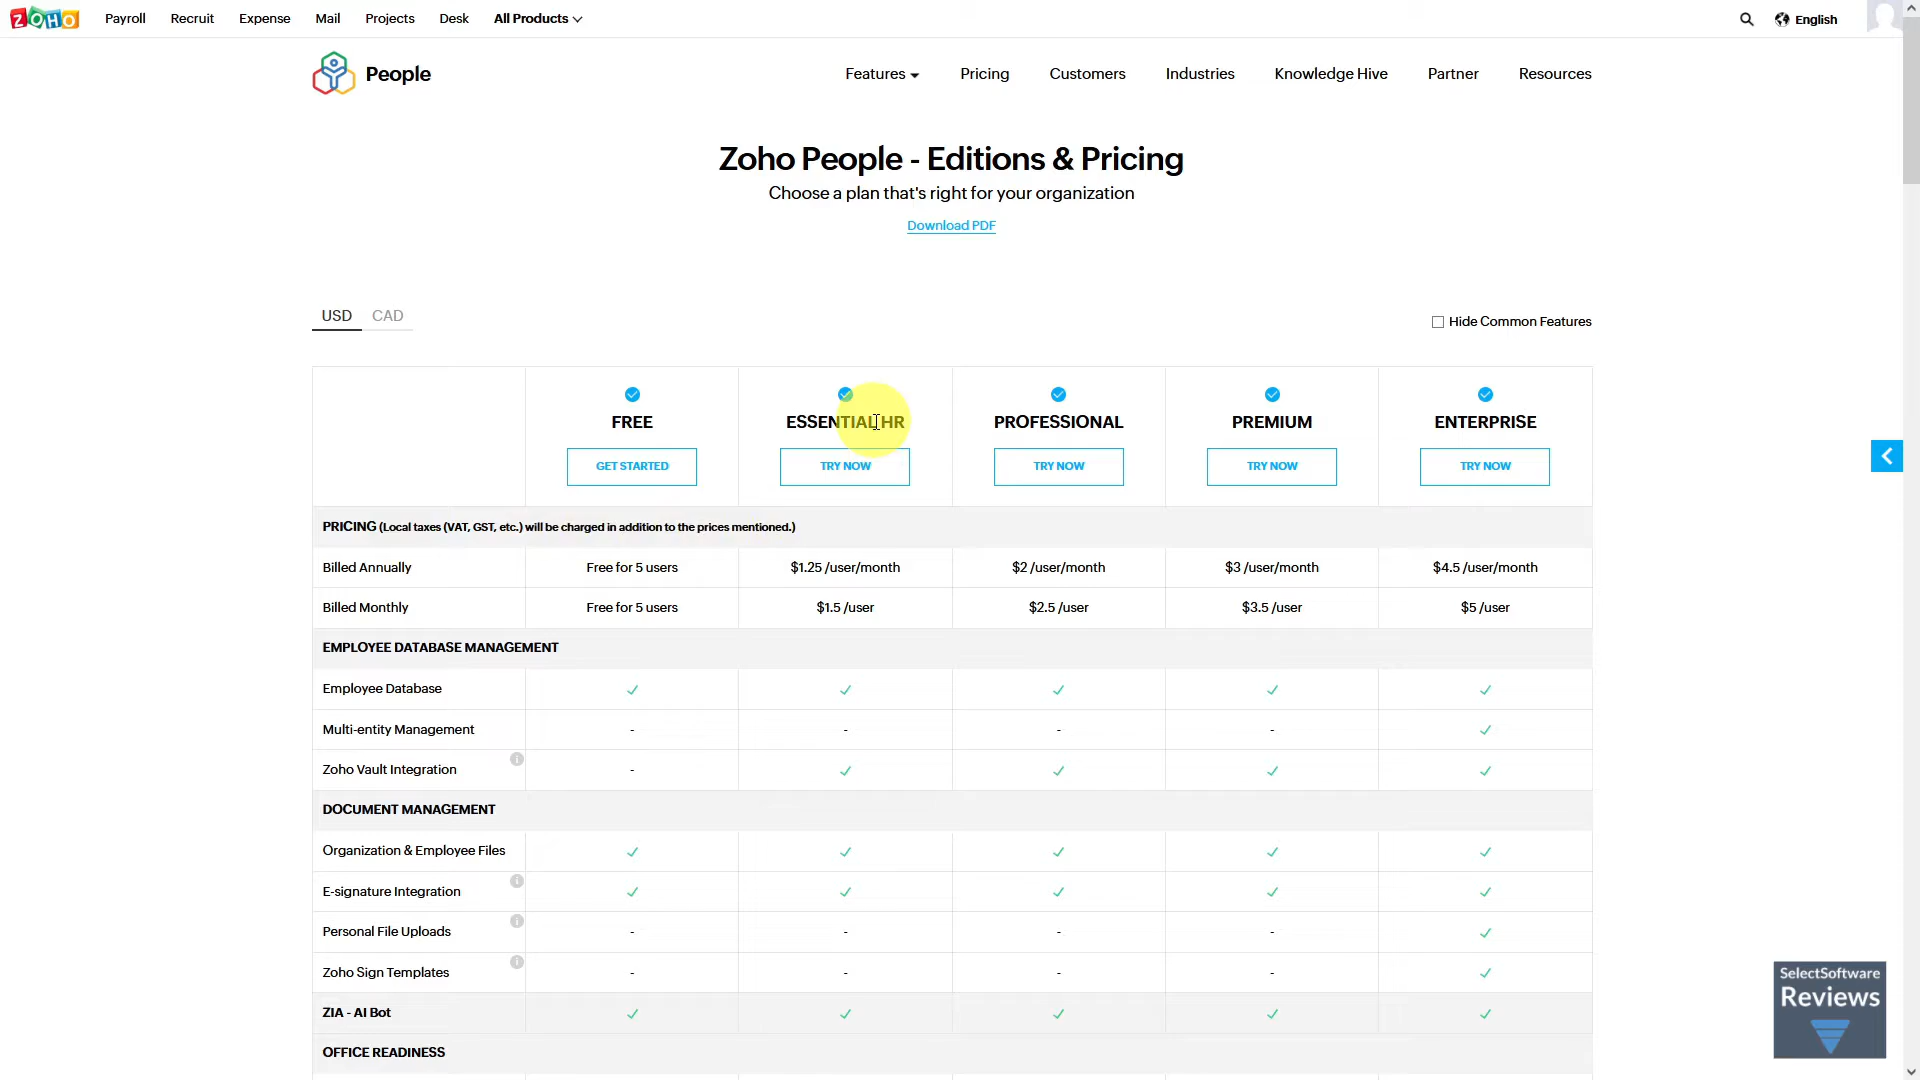 ZOHO Payroll Recruit Expense Mail Projects Desk All Products English
People Features Pricing Customers Industries Knowledge Hive Partner Resources
Zoho People - Editions & Pricing
Choose a plan that's right for your organization
Download PDF
USD CAD Hide Common Features
FREE ESSENTIAL HR PROFESSIONAL PREMIUM ENTERPRISE
GET STARTED TRY NOW TRY NOW TRY NOW TRY NOW
PRICING (Local taxes (VAT, GST, etc.) will be charged in addition to the prices mentioned.)
Billed Annually Free for 5 users $1.25 /user/month $2 /user/month $3 /user/month $4.5 /user/month
Billed Monthly Free for 5 users $1.5 /user $2.5 /user $3.5 /user $5 /user
EMPLOYEE DATABASE MANAGEMENT
Employee Database
Multi-entity Management - - - -
Zoho Vault Integration -
DOCUMENT MANAGEMENT
Organization & Employee Files
E-signature Integration
Personal File Uploads - - - -
Zoho Sign Templates - - - -
ZIA - AI Bot
OFFICE READINESS
SelectSoftware
Reviews